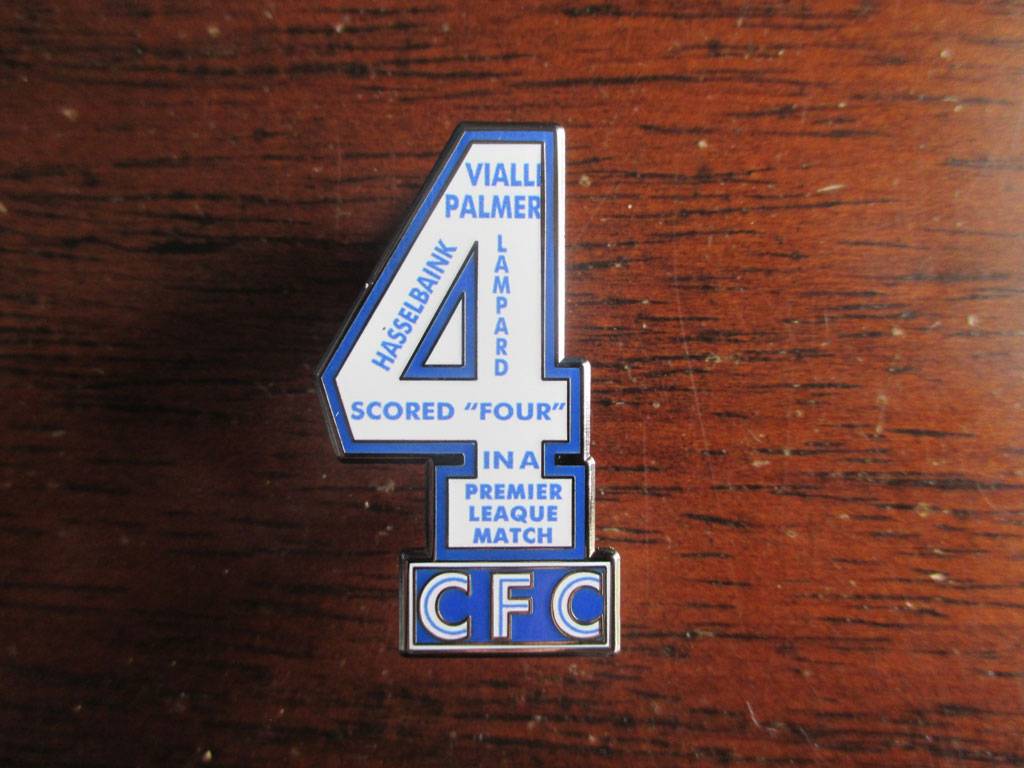 VIALLI
PALMER
HASSELBAINK
LAMPARD
SCORED "FOUR"
IN A
PREMIER
LEAQUE
MATCH
CFC